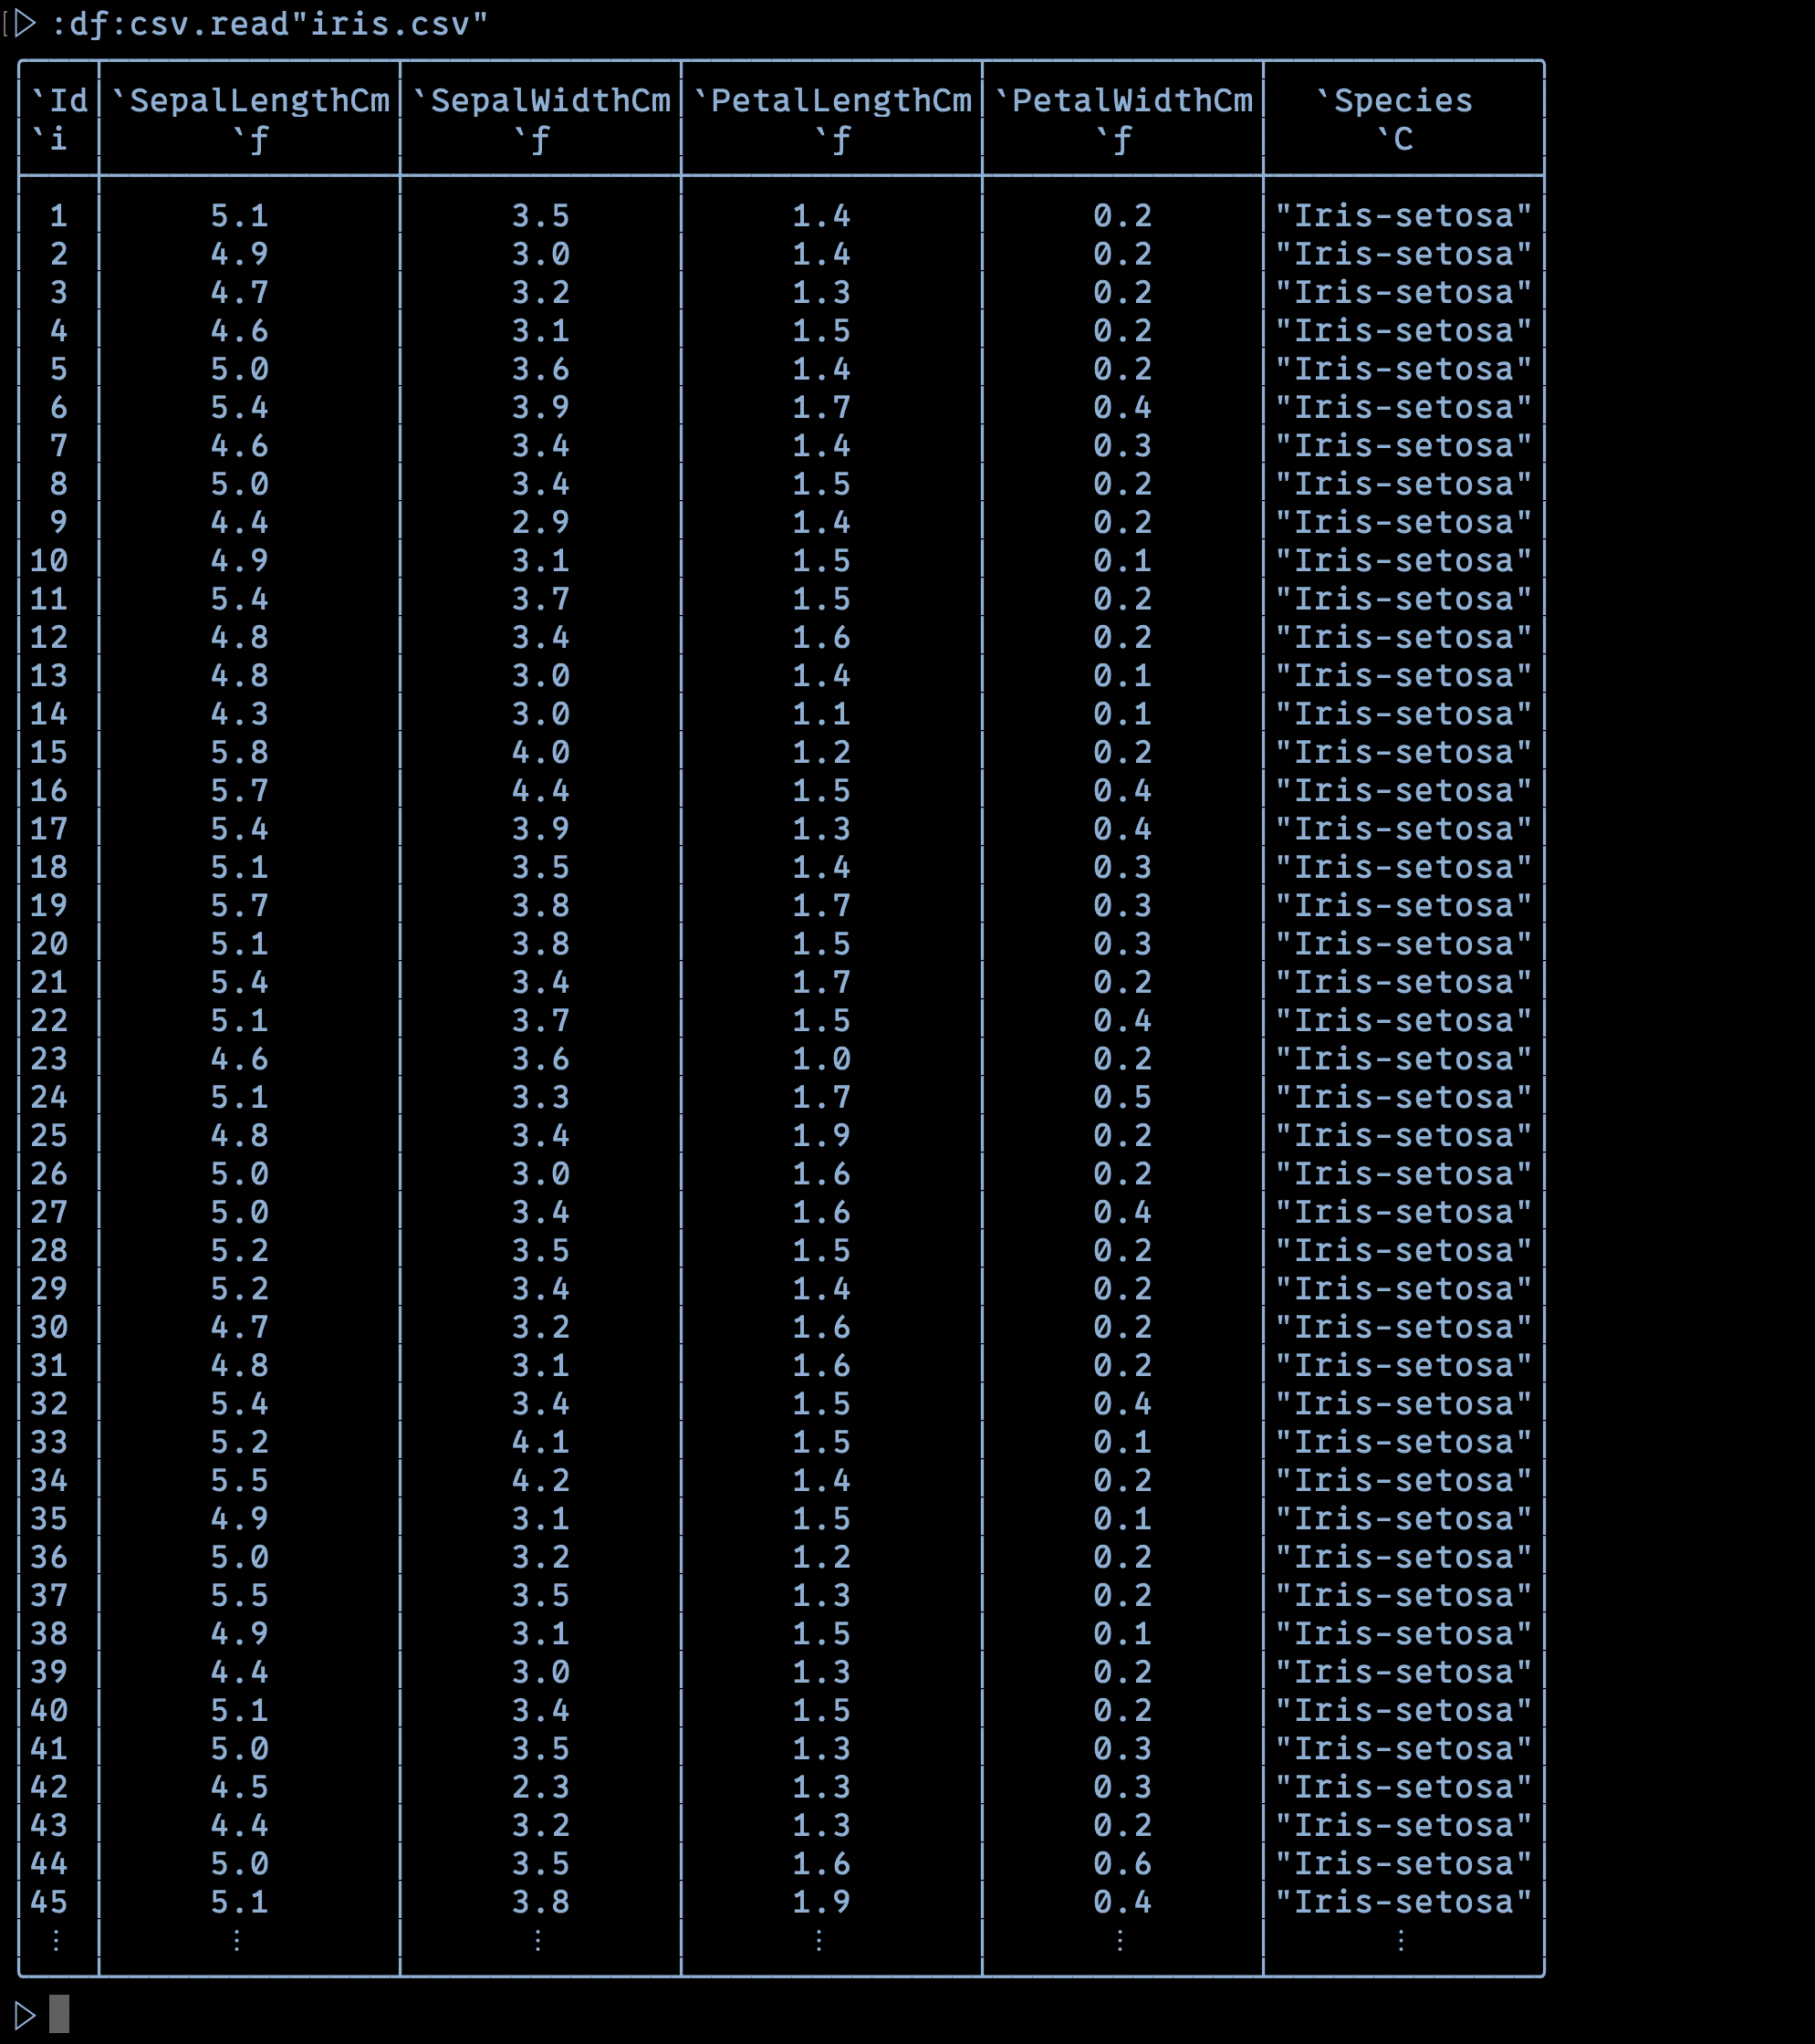 ▷ :df:csv.read"iris.csv"
`Id `SepalLengthCm `SepalWidthCm `PetalLengthCm `PetalWidthCm `Species
`i `f `f `f `f `C
1 5.1 3.5 1.4 0.2 "Iris-setosa"
2 4.9 3.0 1.4 0.2 "Iris-setosa"
3 4.7 3.2 1.3 0.2 "Iris-setosa"
4 4.6 3.1 1.5 0.2 "Iris-setosa"
5 5.0 3.6 1.4 0.2 "Iris-setosa"
6 5.4 3.9 1.7 0.4 "Iris-setosa"
7 4.6 3.4 1.4 0.3 "Iris-setosa"
8 5.0 3.4 1.5 0.2 "Iris-setosa"
9 4.4 2.9 1.4 0.2 "Iris-setosa"
10 4.9 3.1 1.5 0.1 "Iris-setosa"
11 5.4 3.7 1.5 0.2 "Iris-setosa"
12 4.8 3.4 1.6 0.2 "Iris-setosa"
13 4.8 3.0 1.4 0.1 "Iris-setosa"
14 4.3 3.0 1.1 0.1 "Iris-setosa"
15 5.8 4.0 1.2 0.2 "Iris-setosa"
16 5.7 4.4 1.5 0.4 "Iris-setosa"
17 5.4 3.9 1.3 0.4 "Iris-setosa"
18 5.1 3.5 1.4 0.3 "Iris-setosa"
19 5.7 3.8 1.7 0.3 "Iris-setosa"
20 5.1 3.8 1.5 0.3 "Iris-setosa"
21 5.4 3.4 1.7 0.2 "Iris-setosa"
22 5.1 3.7 1.5 0.4 "Iris-setosa"
23 4.6 3.6 1.0 0.2 "Iris-setosa"
24 5.1 3.3 1.7 0.5 "Iris-setosa"
25 4.8 3.4 1.9 0.2 "Iris-setosa"
26 5.0 3.0 1.6 0.2 "Iris-setosa"
27 5.0 3.4 1.6 0.4 "Iris-setosa"
28 5.2 3.5 1.5 0.2 "Iris-setosa"
29 5.2 3.4 1.4 0.2 "Iris-setosa"
30 4.7 3.2 1.6 0.2 "Iris-setosa"
31 4.8 3.1 1.6 0.2 "Iris-setosa"
32 5.4 3.4 1.5 0.4 "Iris-setosa"
33 5.2 4.1 1.5 0.1 "Iris-setosa"
34 5.5 4.2 1.4 0.2 "Iris-setosa"
35 4.9 3.1 1.5 0.1 "Iris-setosa"
36 5.0 3.2 1.2 0.2 "Iris-setosa"
37 5.5 3.5 1.3 0.2 "Iris-setosa"
38 4.9 3.1 1.5 0.1 "Iris-setosa"
39 4.4 3.0 1.3 0.2 "Iris-setosa"
40 5.1 3.4 1.5 0.2 "Iris-setosa"
41 5.0 3.5 1.3 0.3 "Iris-setosa"
42 4.5 2.3 1.3 0.3 "Iris-setosa"
43 4.4 3.2 1.3 0.2 "Iris-setosa"
44 5.0 3.5 1.6 0.6 "Iris-setosa"
45 5.1 3.8 1.9 0.4 "Iris-setosa"
⋮ ⋮ ⋮ ⋮ ⋮ ⋮
▷